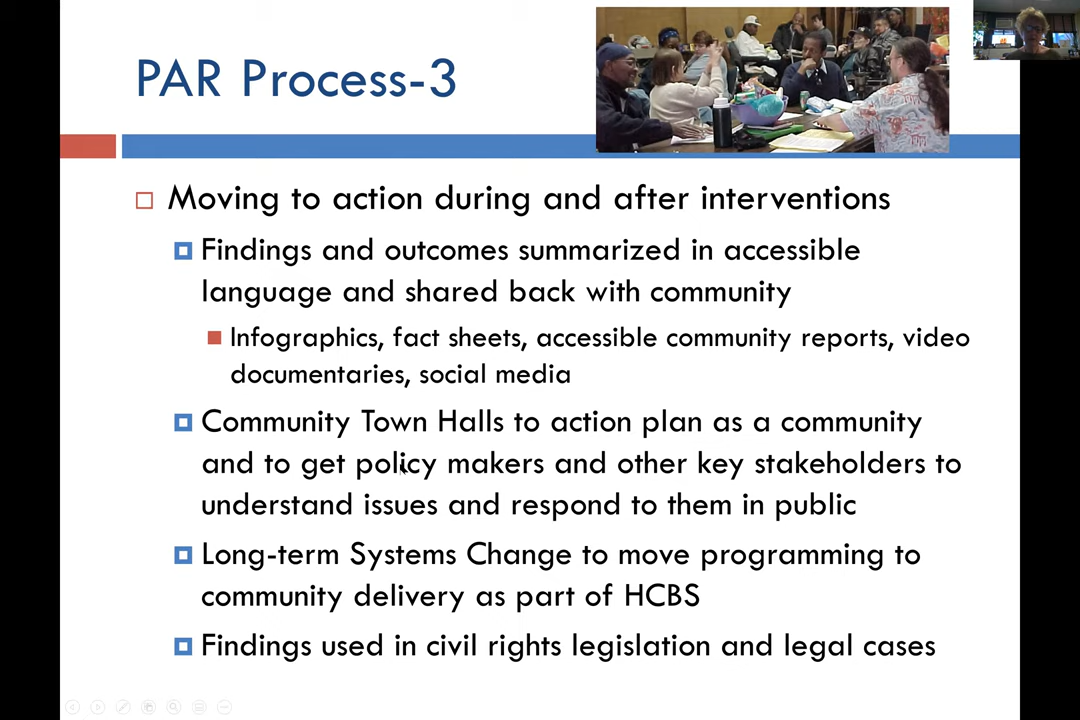 PAR Process-3
Moving to action during and after interventions
Findings and outcomes summarized in accessible
language and shared back with community
Infographics, fact sheets, accessible community reports, video
documentaries, social media
Community Town Halls to action plan as a community
and to get policy makers and other key stakeholders to
understand issues and respond to them in public
Long-term Systems Change to move programming to
community delivery as part of HCBS
Findings used in civil rights legislation and legal cases